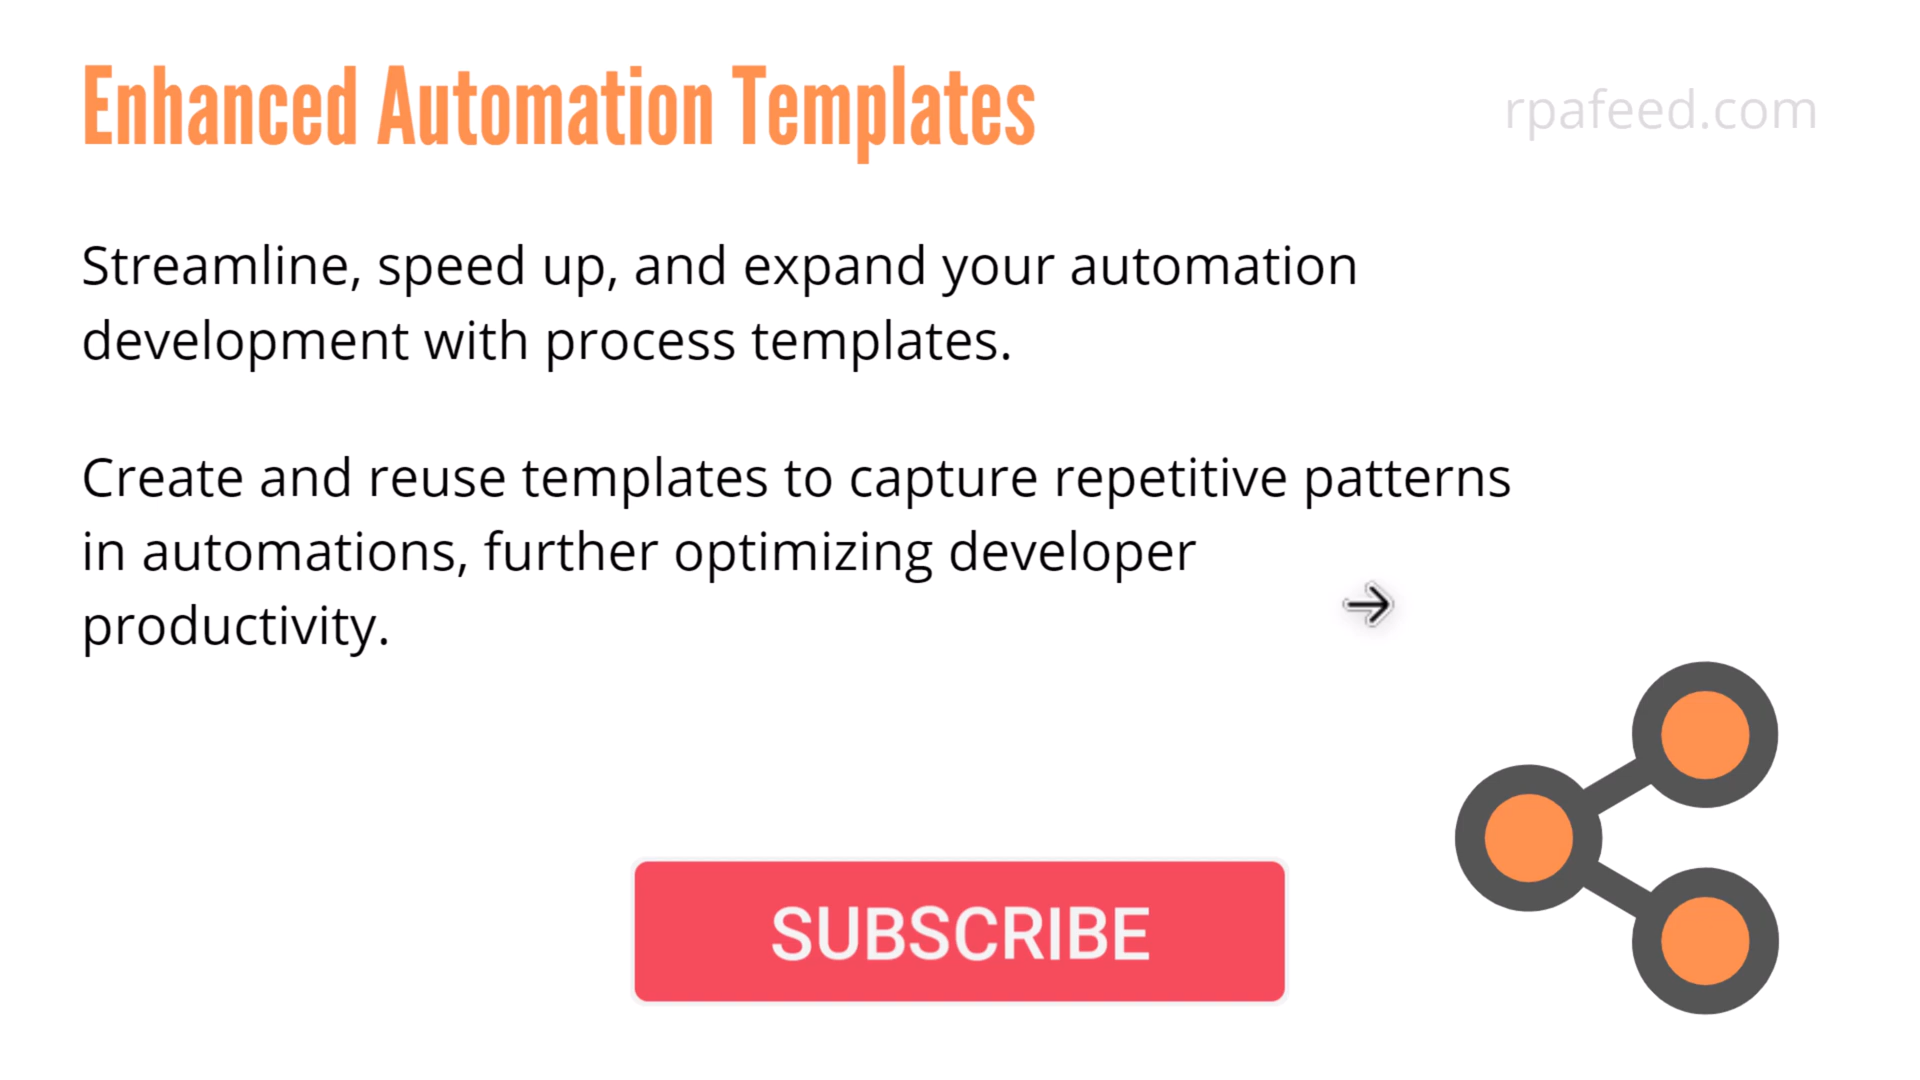 Enhanced Automation Templates
rpafeed.com
Streamline, speed up, and expand your automation
development with process templates.
Create and reuse templates to capture repetitive patterns
in automations, further optimizing developer
productivity.
SUBSCRIBE